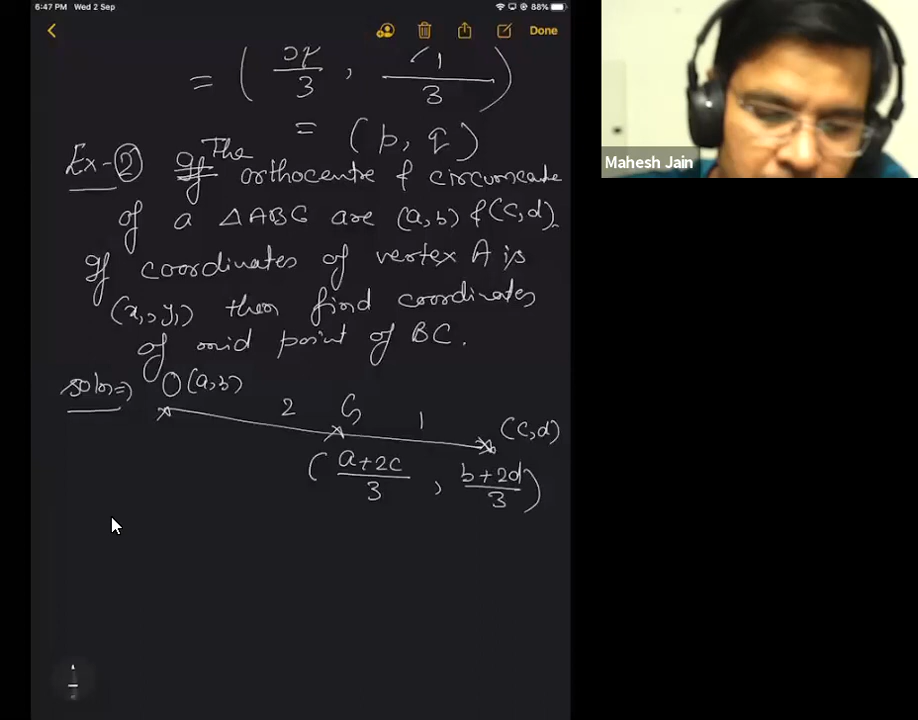 6:47 PM Wed 2 Sep 88%
Done
= ( /3 , /3 )
= (p, q)
Ex-② If The orthocentre & circumcentre
of a △ABC are (a,b) & (c,d).
If coordinates of vertex A is
(x₁, y₁) then find coordinates
of mid point of BC.
Soln⇒ O(a,b)
2 G 1 (c,d)
( a+2c/3 , b+2d/3 )
Mahesh Jain